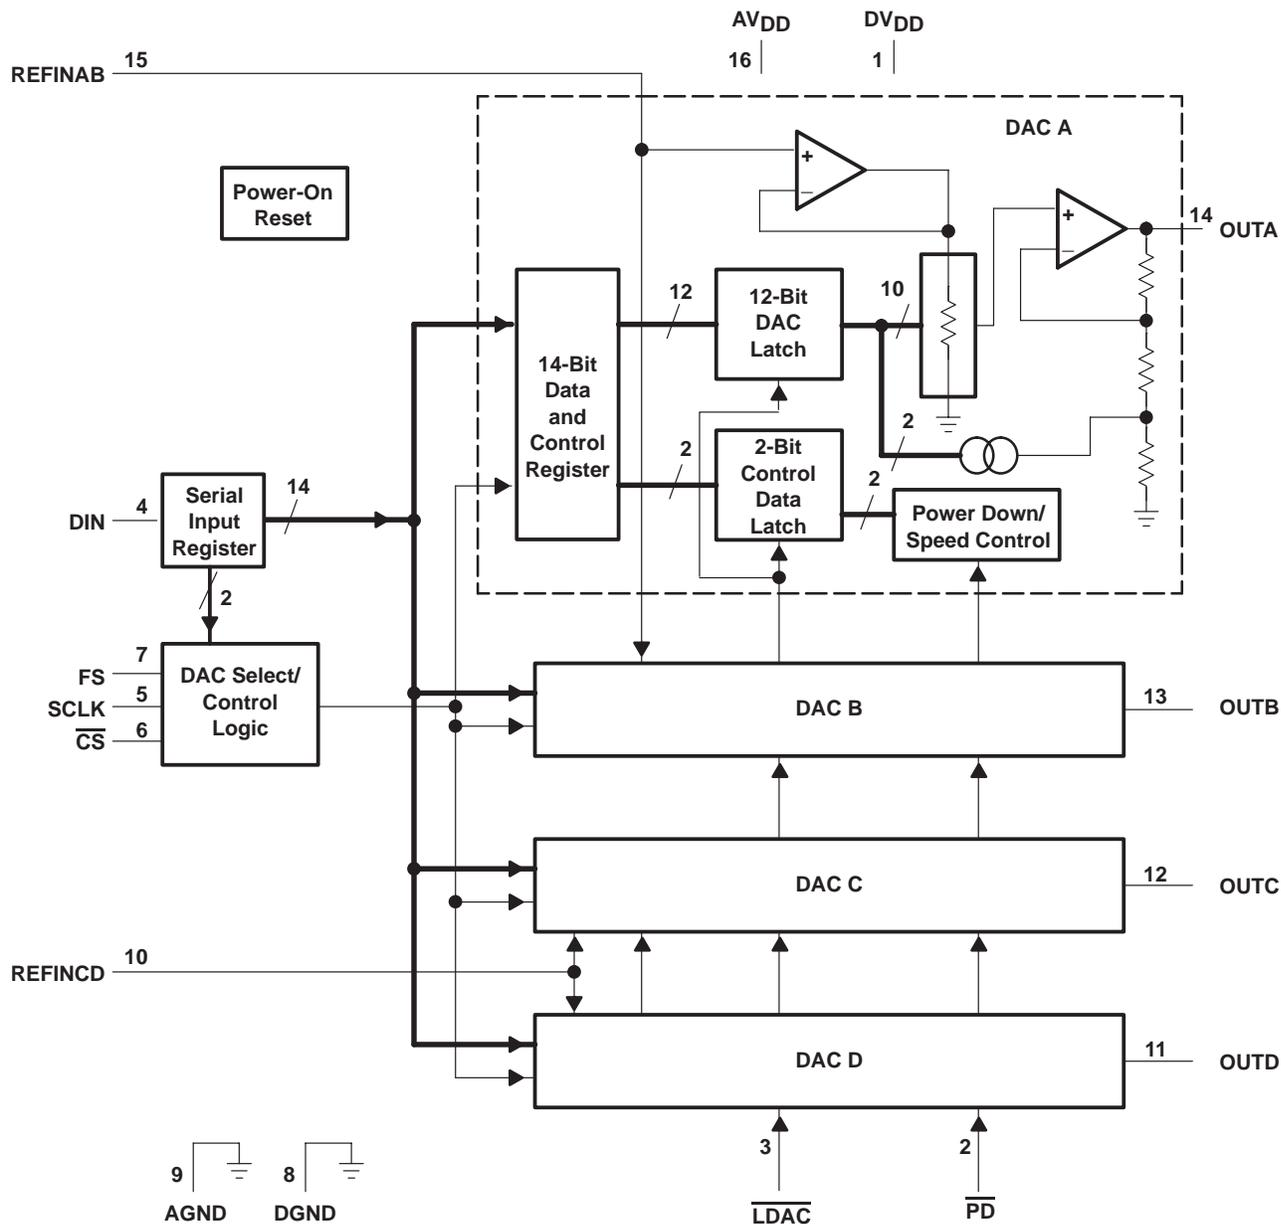 AVDD
DVDD
16
1
REFINAB
15
DAC A
Power-On
Reset
+
−
+
−
14
OUTA
12
12-Bit
DAC
Latch
10
14-Bit
Data
and
Control
Register
2
2-Bit
Control
Data
Latch
2
2
Power Down/
Speed Control
DIN
4
Serial
Input
Register
14
2
FS
7
SCLK
5
CS
6
DAC Select/
Control
Logic
DAC B
13
OUTB
DAC C
12
OUTC
REFINCD
10
DAC D
11
OUTD
3
2
9
8
AGND
DGND
LDAC
PD